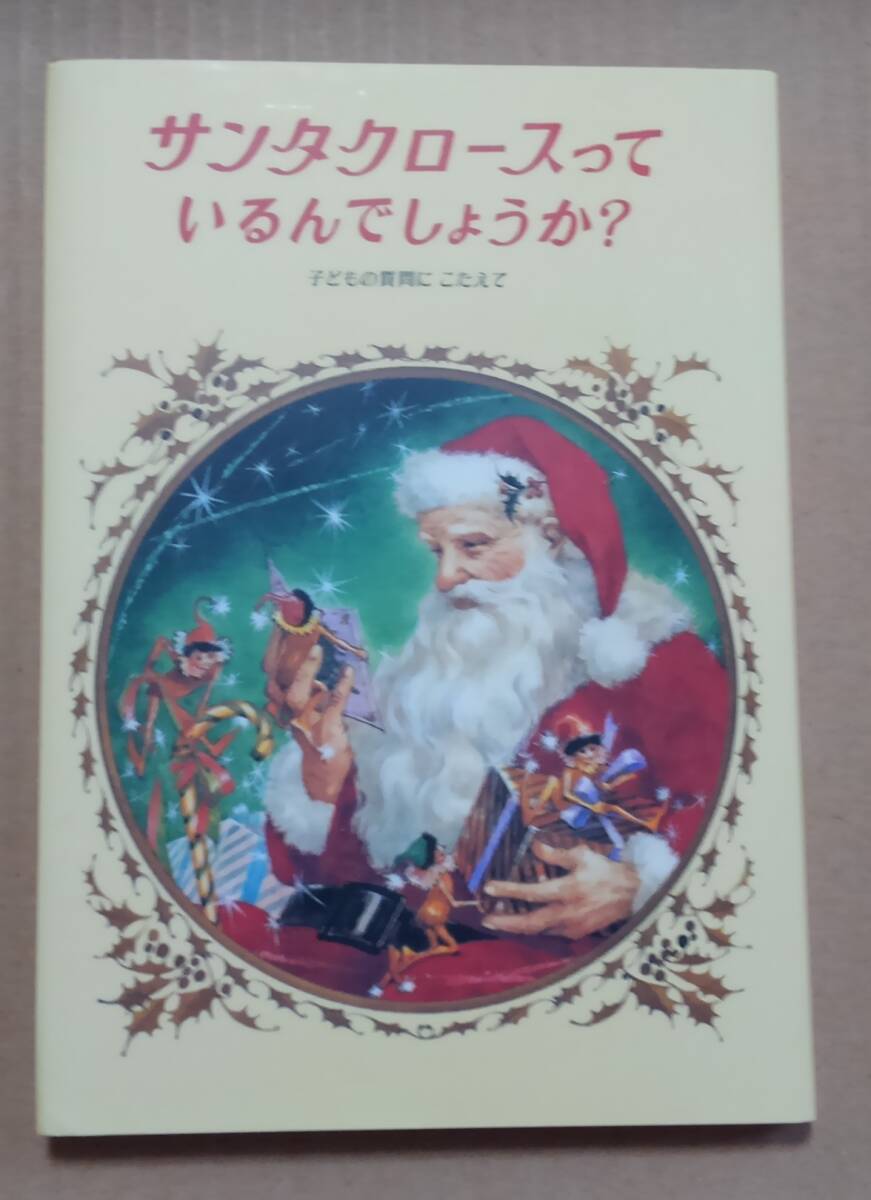 サンタクロースって
いるんでしょうか?
子どもの質問に こたえて